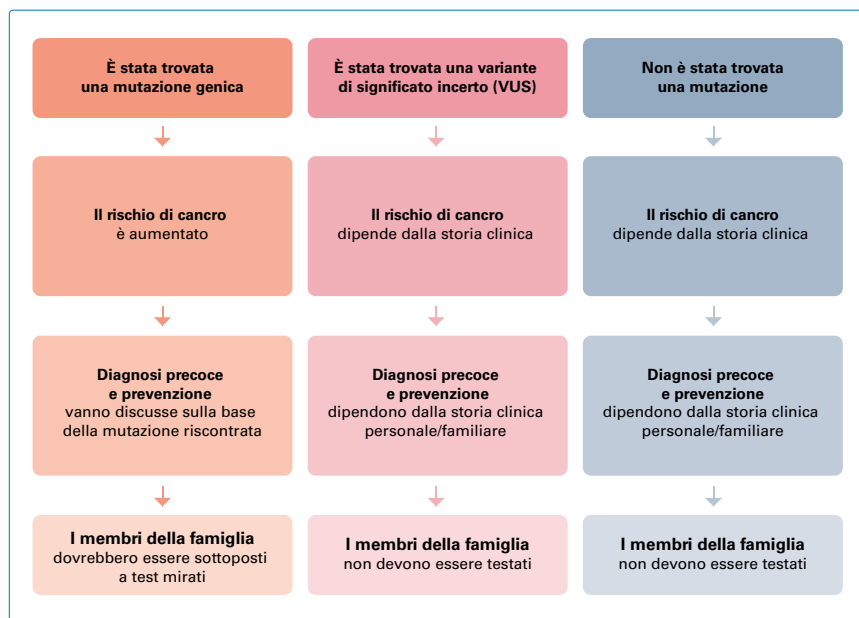 È stata trovata
una mutazione genica
Il rischio di cancro
è aumentato
Diagnosi precoce
e prevenzione
vanno discusse sulla base
della mutazione riscontrata
I membri della famiglia
dovrebbero essere sottoposti
a test mirati
È stata trovata una variante
di significato incerto (VUS)
Il rischio di cancro
dipende dalla storia clinica
Diagnosi precoce
e prevenzione
dipendono dalla storia clinica
personale/familiare
I membri della famiglia
non devono essere testati
Non è stata trovata
una mutazione
Il rischio di cancro
dipende dalla storia clinica
Diagnosi precoce
e prevenzione
dipendono dalla storia clinica
personale/familiare
I membri della famiglia
non devono essere testati